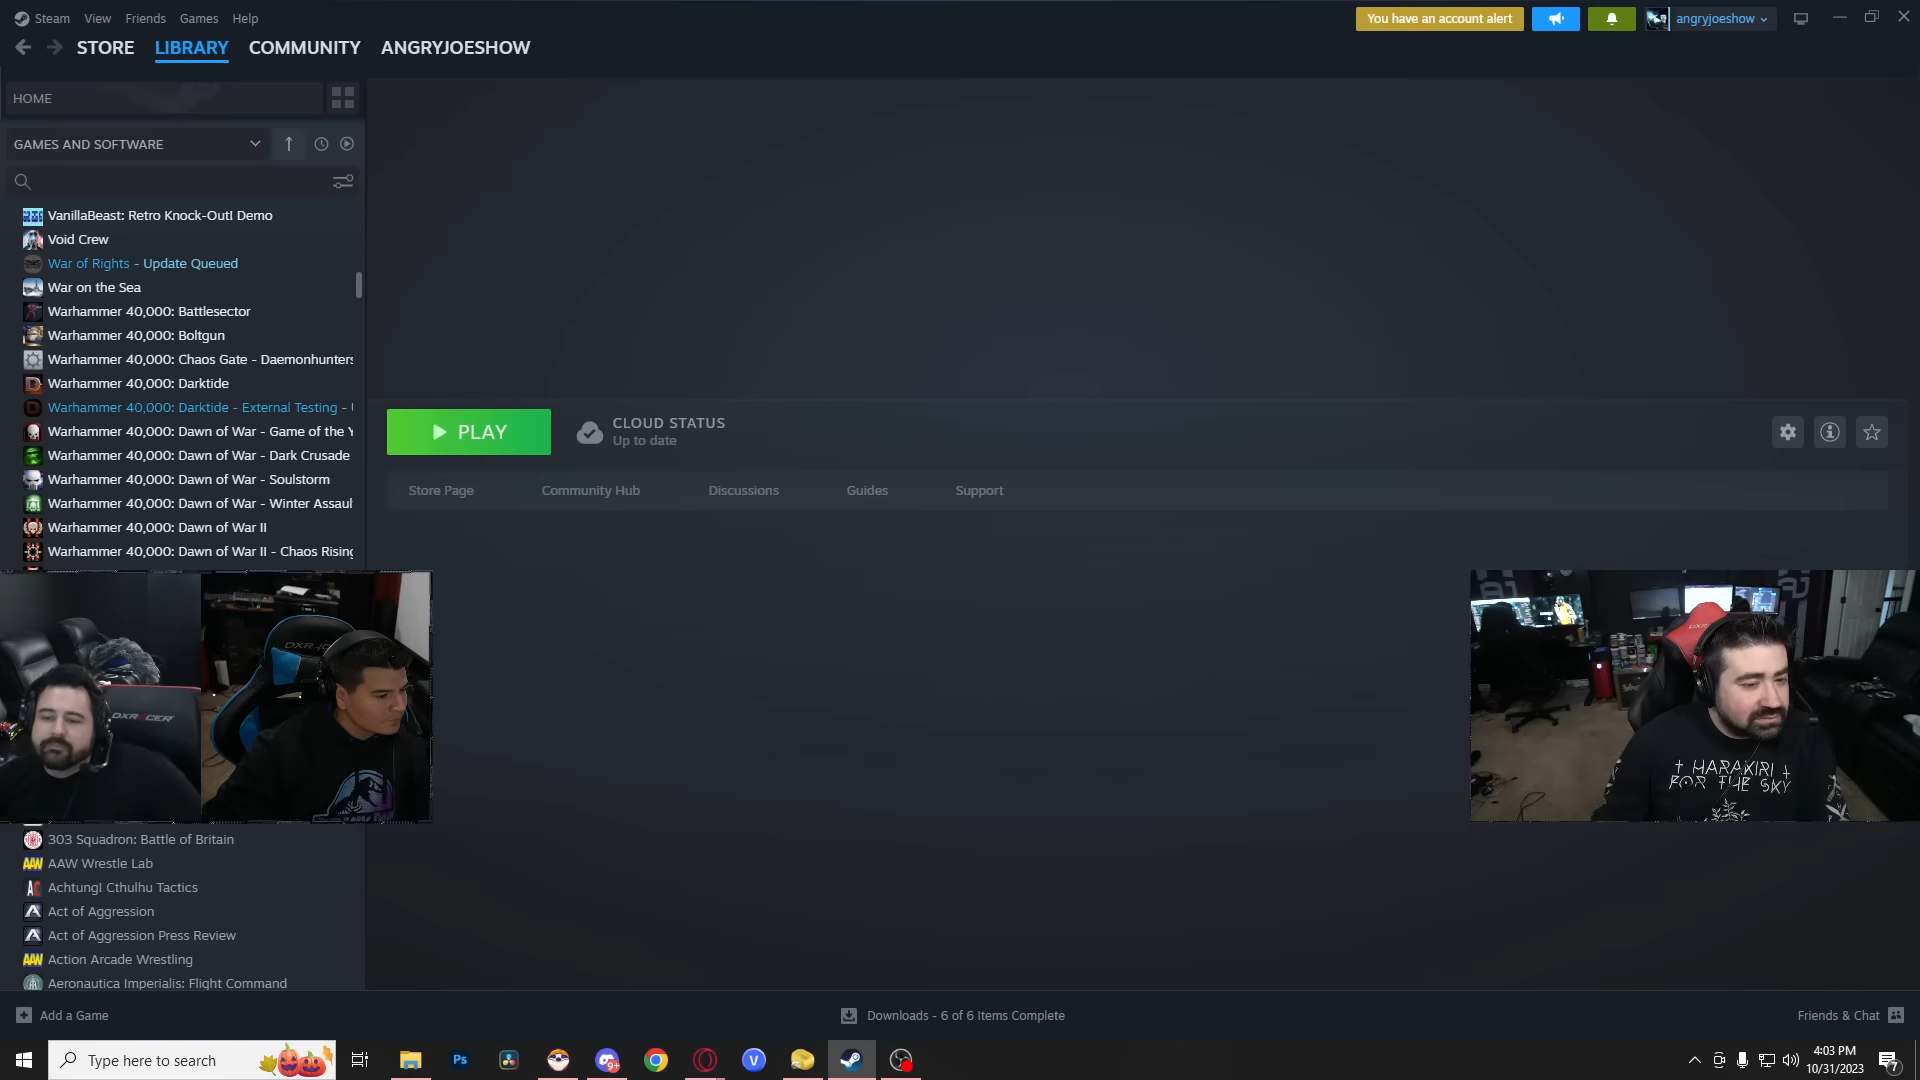 Steam View Friends Games Help
You have an account alert
angryjoeshow
STORE LIBRARY COMMUNITY ANGRYJOESHOW
HOME
GAMES AND SOFTWARE
VanillaBeast: Retro Knock-Out! Demo
Void Crew
War of Rights - Update Queued
War on the Sea
Warhammer 40,000: Battlesector
Warhammer 40,000: Boltgun
Warhammer 40,000: Chaos Gate - Daemonhunters
Warhammer 40,000: Darktide
Warhammer 40,000: Darktide - External Testing -
Warhammer 40,000: Dawn of War - Game of the Y
Warhammer 40,000: Dawn of War - Dark Crusade
Warhammer 40,000: Dawn of War - Soulstorm
Warhammer 40,000: Dawn of War - Winter Assaul
Warhammer 40,000: Dawn of War II
Warhammer 40,000: Dawn of War II - Chaos Rising
PLAY
CLOUD STATUS
Up to date
Store Page Community Hub Discussions Guides Support
DXRACER
HARAKIRI
FOR THE SKY
303 Squadron: Battle of Britain
AAW Wrestle Lab
Achtung! Cthulhu Tactics
Act of Aggression
Act of Aggression Press Review
Action Arcade Wrestling
Aeronautica Imperialis: Flight Command
Add a Game
Downloads - 6 of 6 Items Complete
Friends & Chat
Type here to search
Ps
9+
V
4:03 PM
10/31/2023
7